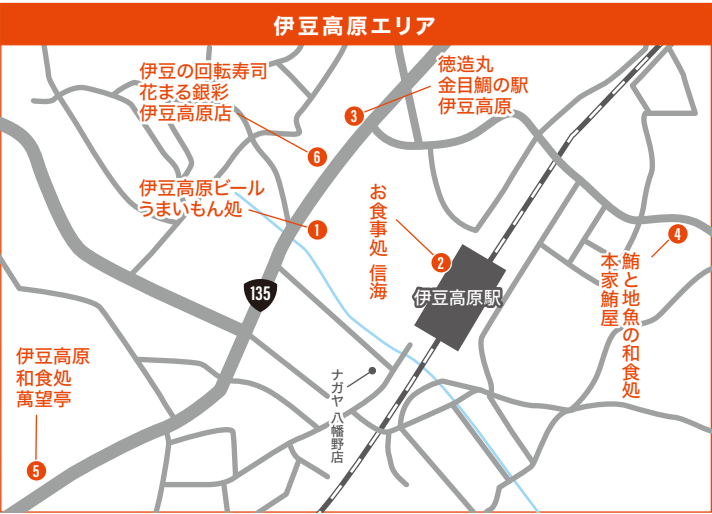 伊豆高原エリア
伊豆の回転寿司
花まる銀彩
伊豆高原店
徳造丸
金目鯛の駅
伊豆高原
3
6
伊豆高原ビール
うまいもん処
1
お食事処 信海
2
4
鮪と地魚の和食処
本家鮪屋
135
伊豆高原駅
伊豆高原
和食処
萬望亭
5
ナガヤ 八幡野店